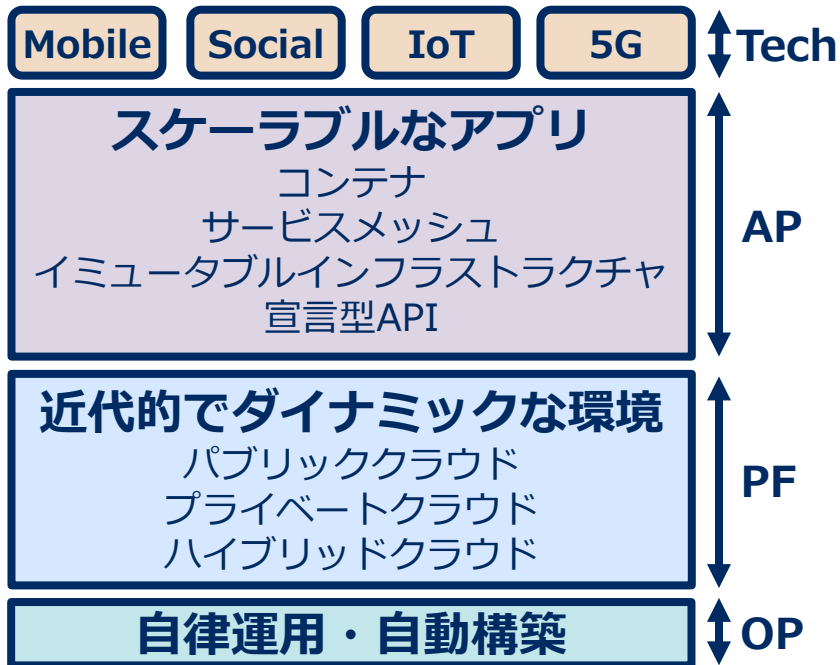 Mobile Social IoT 5G Tech
スケーラブルなアプリ
コンテナ
サービスメッシュ
イミュータブルインフラストラクチャ
宣言型API
AP
近代的でダイナミックな環境
パブリッククラウド
プライベートクラウド
ハイブリッドクラウド
PF
自律運用・自動構築 OP